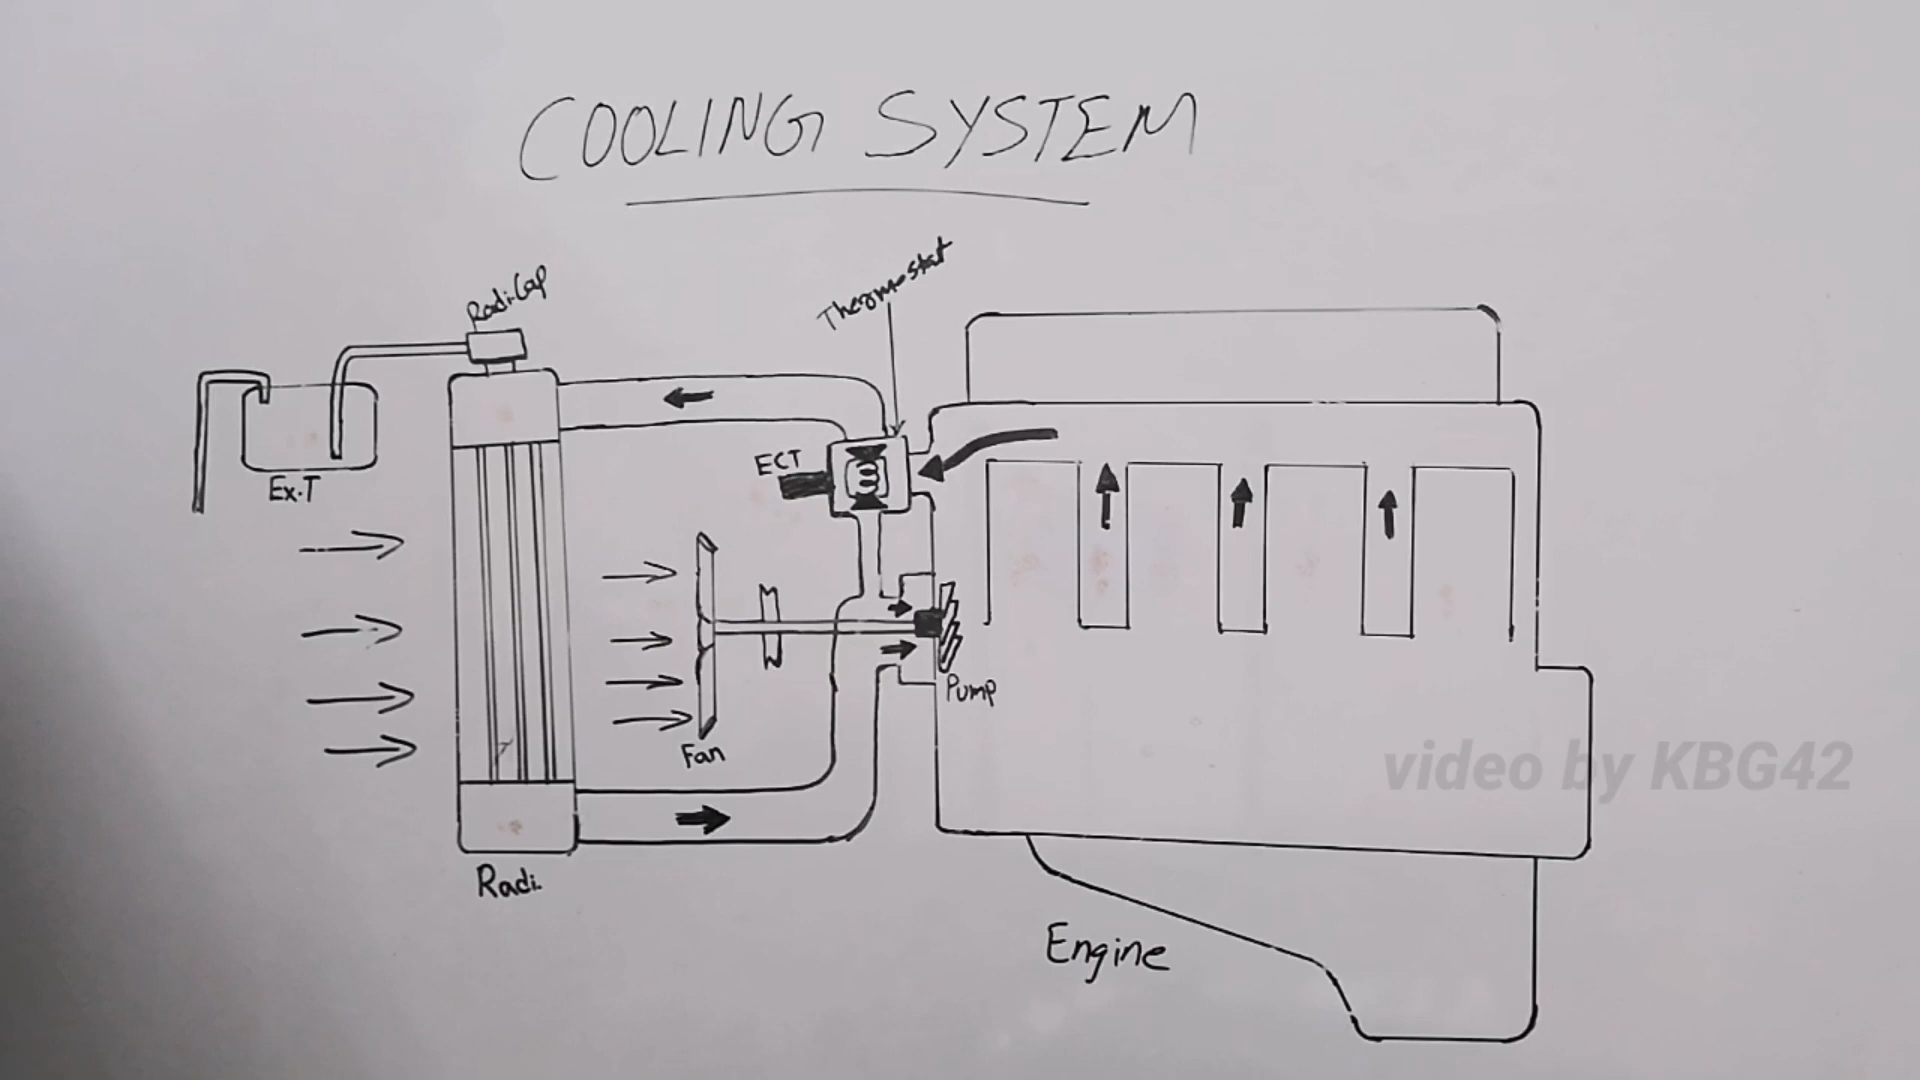 COOLING SYSTEM
Radi.Cap
Thermostat
ECT
Ex.T
Pump
Fan
video by KBG42
Radi.
Engine